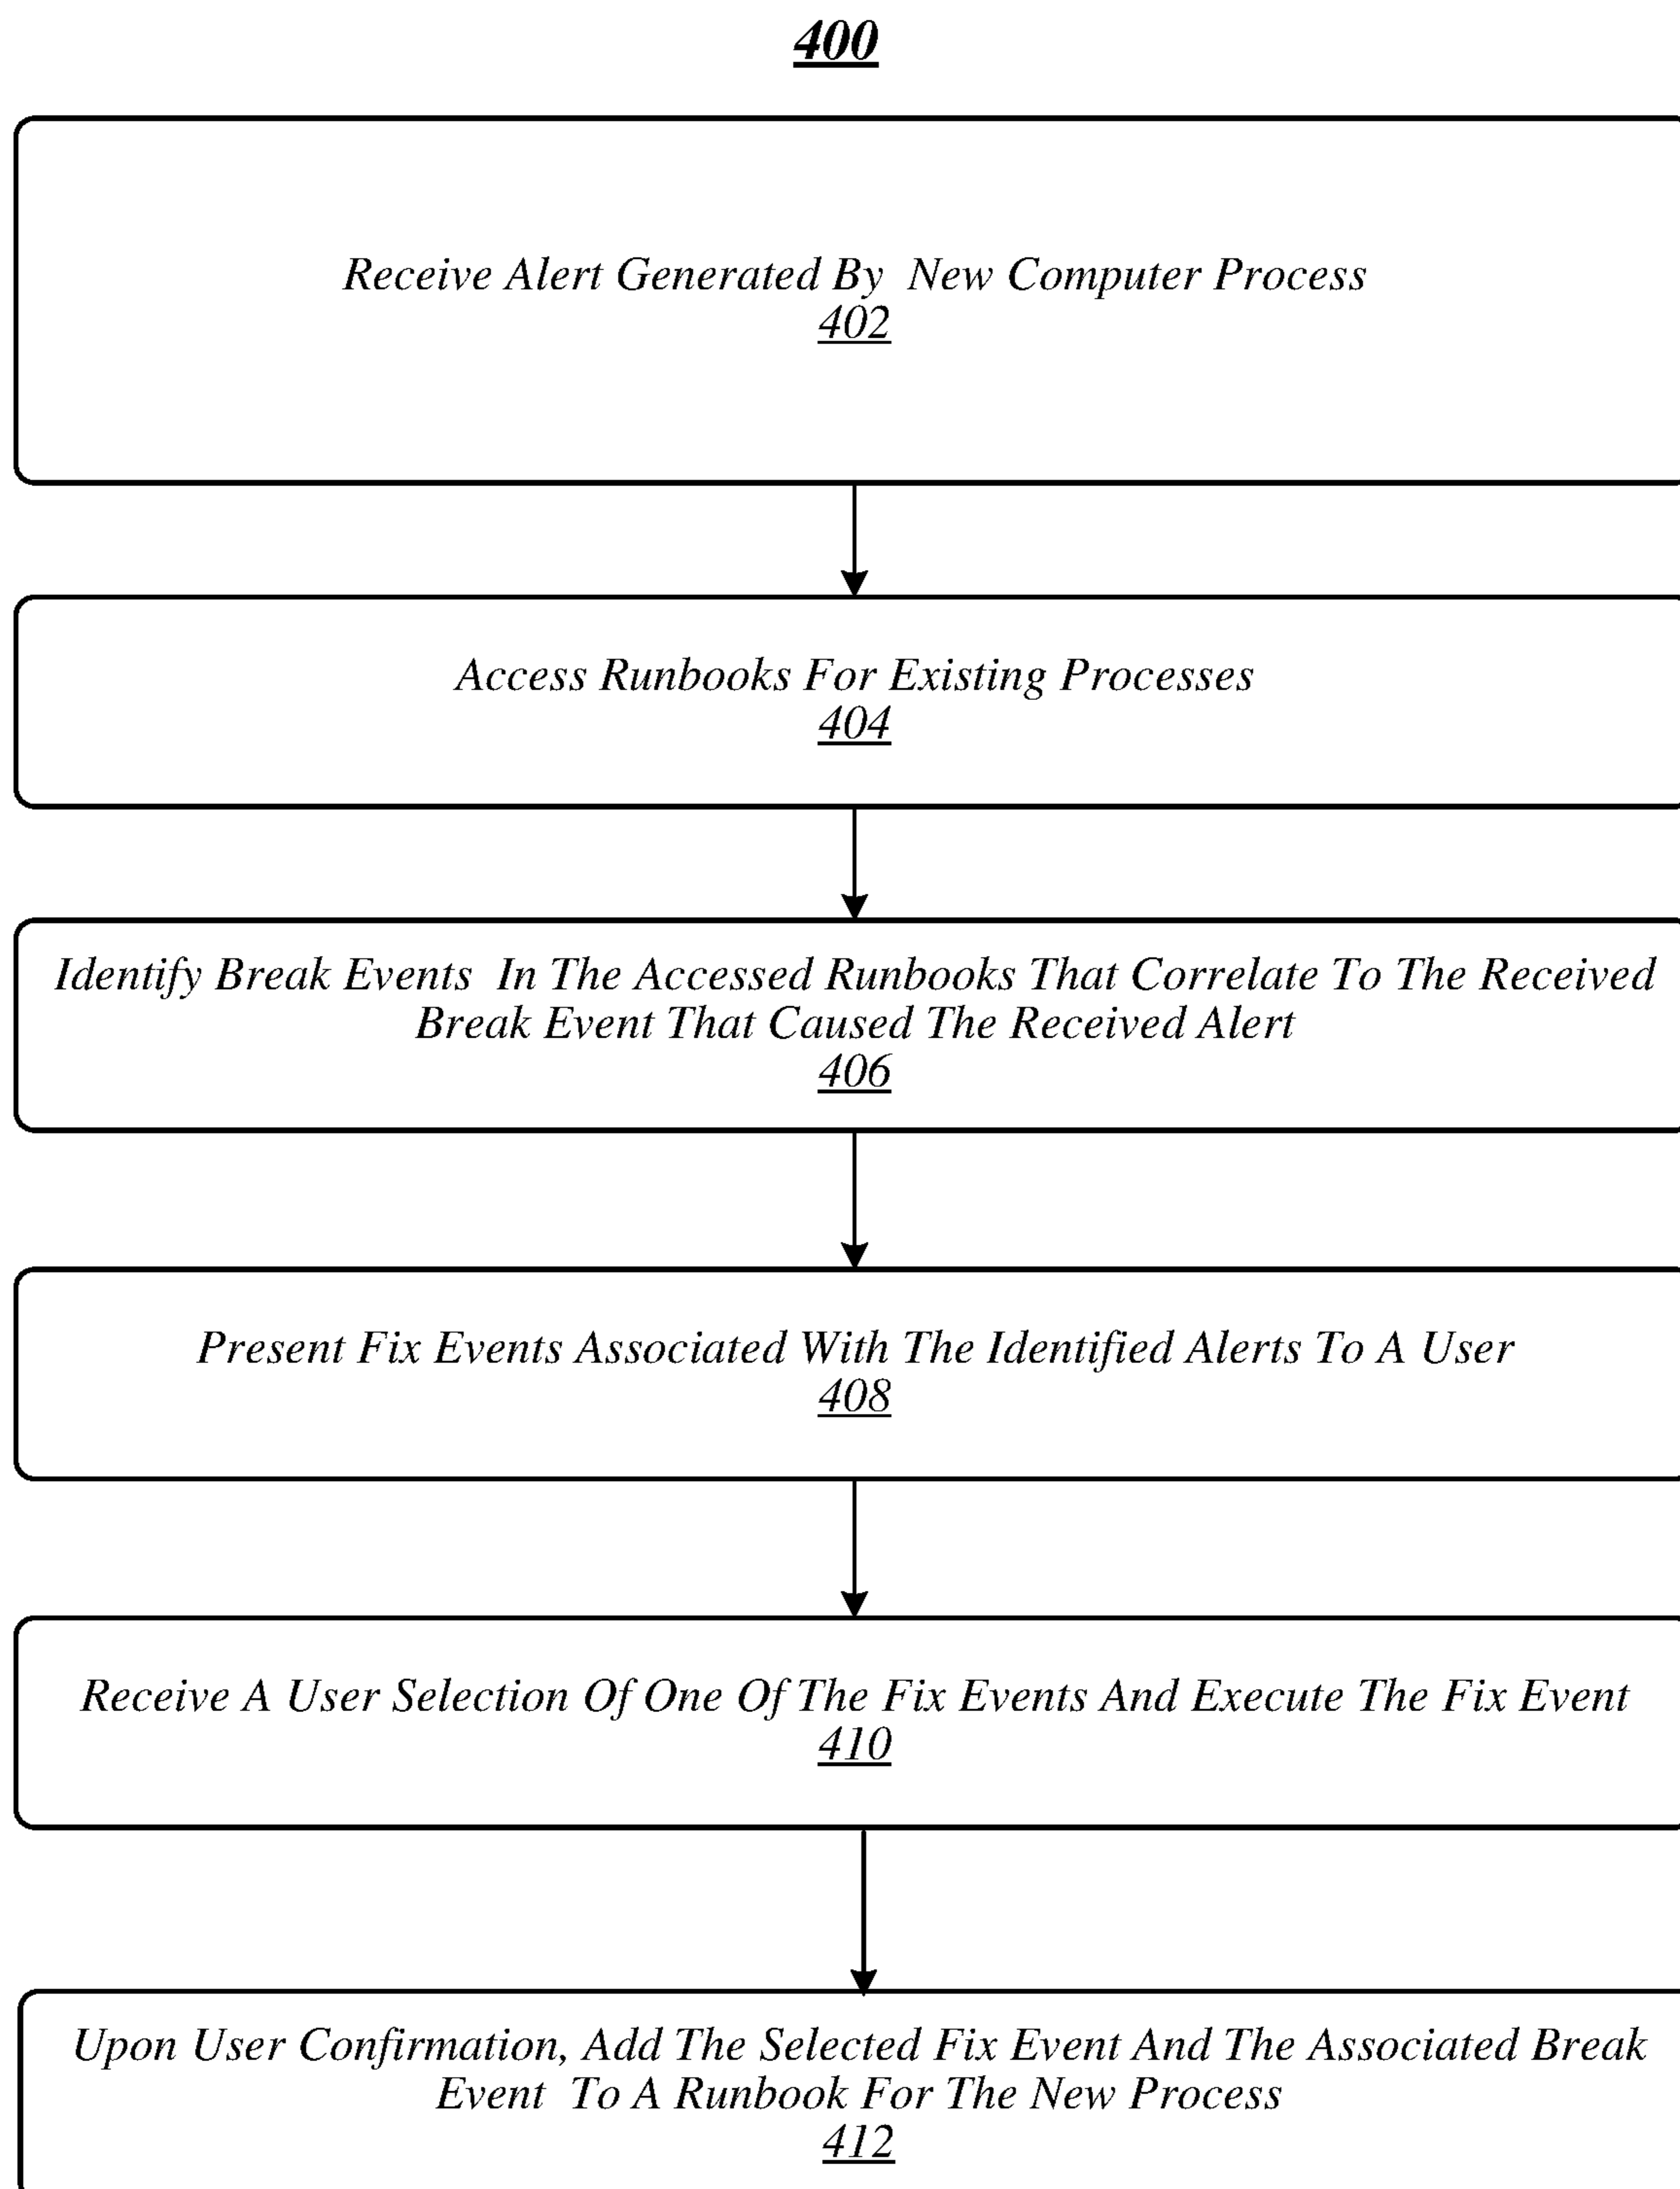 400
Receive Alert Generated By New Computer Process
402
Access Runbooks For Existing Processes
404
Identify Break Events In The Accessed Runbooks That Correlate To The Received
Break Event That Caused The Received Alert
406
Present Fix Events Associated With The Identified Alerts To A User
408
Receive A User Selection Of One Of The Fix Events And Execute The Fix Event
410
Upon User Confirmation, Add The Selected Fix Event And The Associated Break
Event To A Runbook For The New Process
412